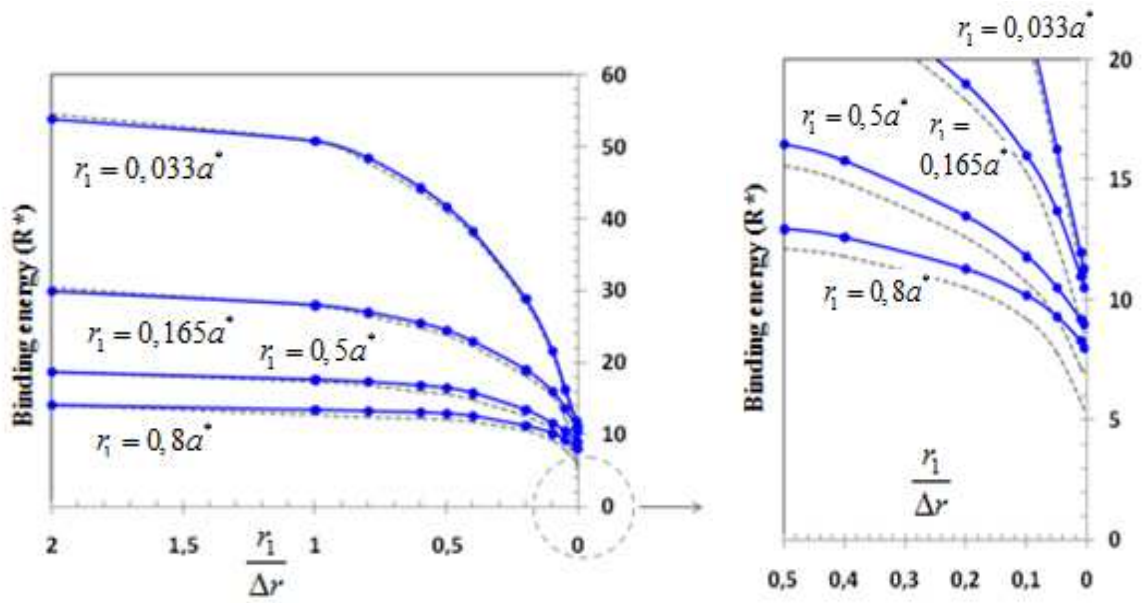 Binding energy (R*)
60
50
40
30
20
10
0
r₁ = 0,033a*
r₁ = 0,165a*
r₁ = 0,5a*
r₁ = 0,8a*
2
1,5
1
0,5
0
r₁
Δr
r₁ = 0,033a*
Binding energy (R*)
20
15
10
5
0
r₁ = 0,5a*
r₁ =
0,165a*
r₁ = 0,8a*
r₁
Δr
0,5
0,4
0,3
0,2
0,1
0